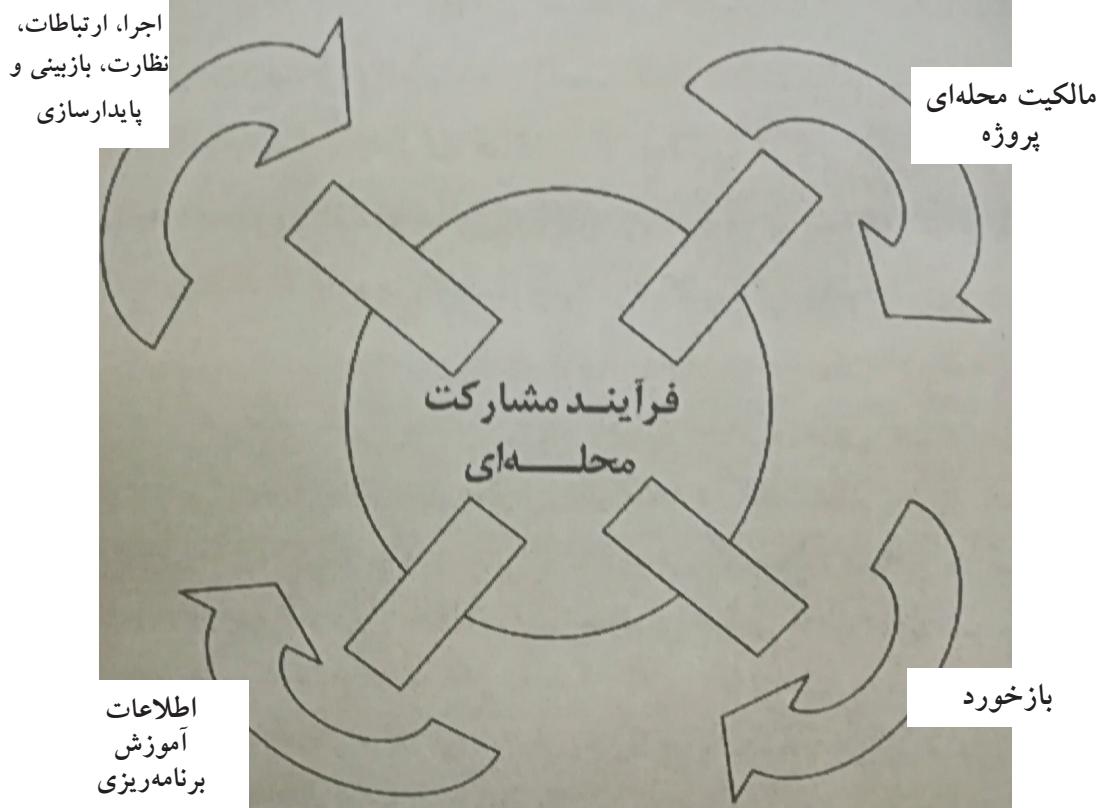 اجرا، ارتباطات،
نظارت، بازبینی و
پایدارسازی
مالکیت محله‌ای
پروژه
فرآیند مشارکت
محله‌ای
اطلاعات
آموزش
برنامه‌ریزی
بازخورد